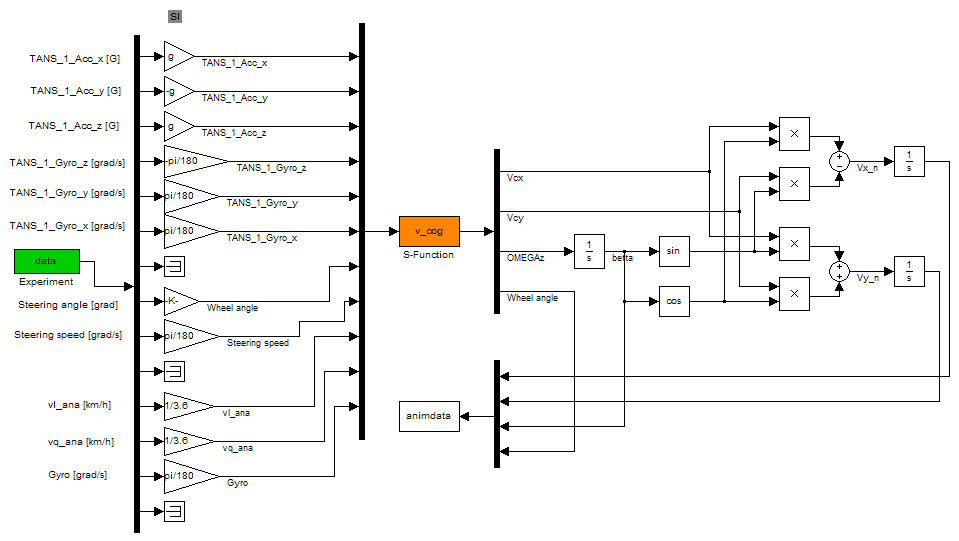 SI
TANS_1_Acc_x [G]
g
TANS_1_Acc_x
TANS_1_Acc_y [G]
-g
TANS_1_Acc_y
TANS_1_Acc_z [G]
g
TANS_1_Acc_z
TANS_1_Gyro_z [grad/s]
-pi/180
TANS_1_Gyro_z
TANS_1_Gyro_y [grad/s]
pi/180
TANS_1_Gyro_y
TANS_1_Gyro_x [grad/s]
pi/180
TANS_1_Gyro_x
data
Experiment
Steering angle [grad]
-K-
Wheel angle
Steering speed [grad/s]
pi/180
Steering speed
vl_ana [km/h]
1/3.6
vl_ana
vq_ana [km/h]
1/3.6
vq_ana
Gyro [grad/s]
pi/180
Gyro
v_cog
S-Function
Vcx
Vcy
OMEGAz
Wheel angle
1
s
betta
sin
cos
×
×
×
×
+
−
Vx_n
1
s
+
+
Vy_n
1
s
animdata